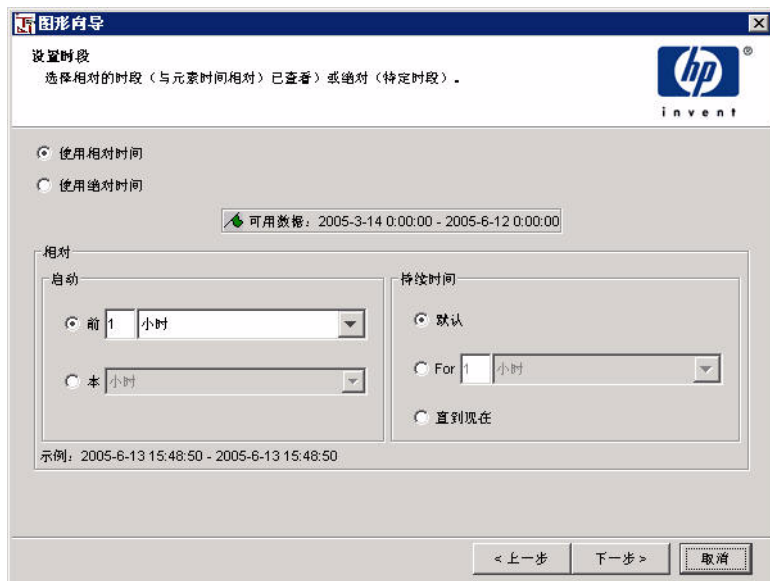 图形向导
设置时段
选择相对的时段（与元素时间相对）已查看）或绝对（特定时段）。
hp
®
invent
使用相对时间
使用绝对时间
可用数据：2005-3-14 0:00:00 - 2005-6-12 0:00:00
相对
启动
前 1 小时
本 小时
持续时间
默认
For 1 小时
直到现在
示例：2005-6-13 15:48:50 - 2005-6-13 15:48:50
< 上一步
下一步 >
取消